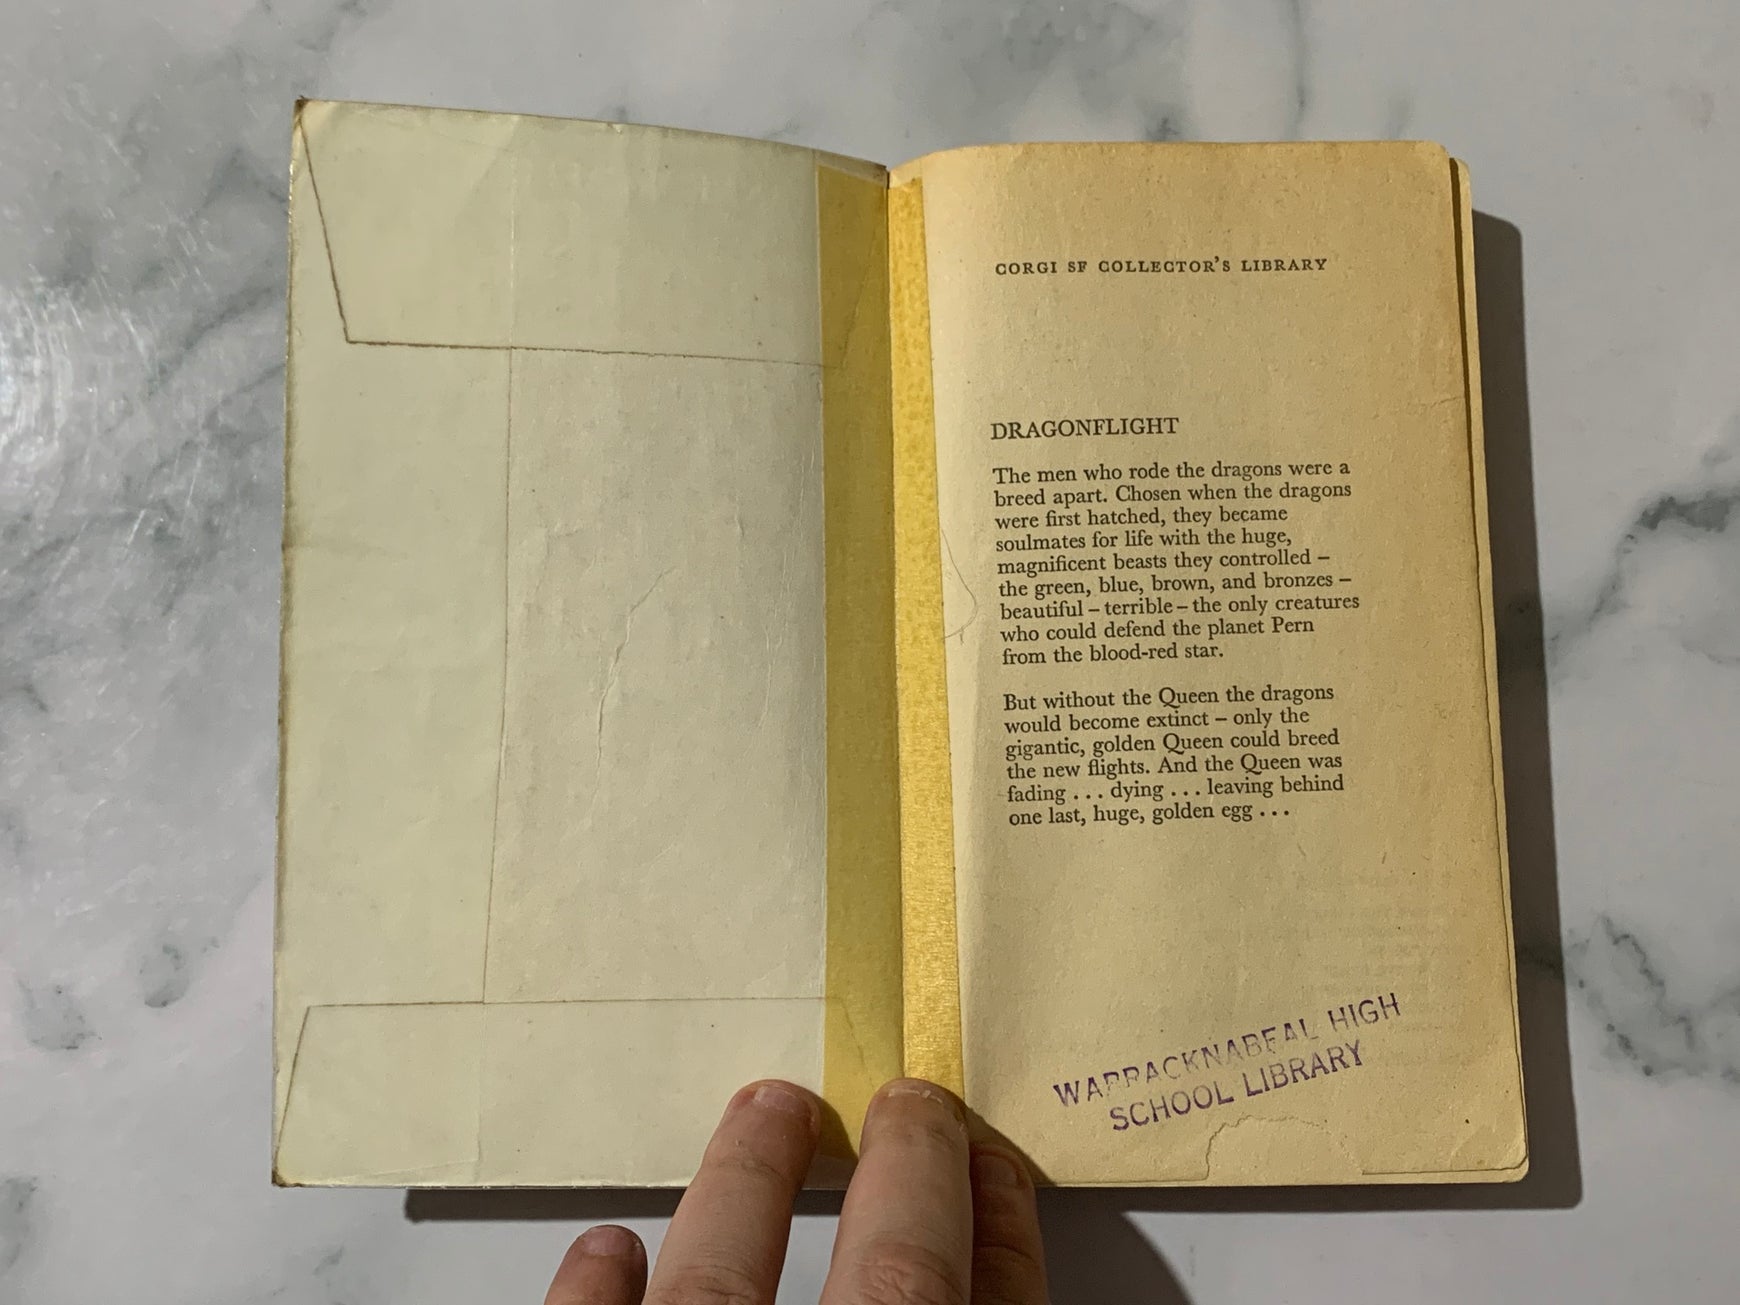 CORGI SF COLLECTOR'S LIBRARY
DRAGONFLIGHT
The men who rode the dragons were a
breed apart. Chosen when the dragons
were first hatched, they became
soulmates for life with the huge,
magnificent beasts they controlled –
the green, blue, brown, and bronzes –
beautiful – terrible – the only creatures
who could defend the planet Pern
from the blood-red star.
But without the Queen the dragons
would become extinct – only the
gigantic, golden Queen could breed
the new flights. And the Queen was
fading . . . dying . . . leaving behind
one last, huge, golden egg . . .
WARRACKNABEAL HIGH
SCHOOL LIBRARY